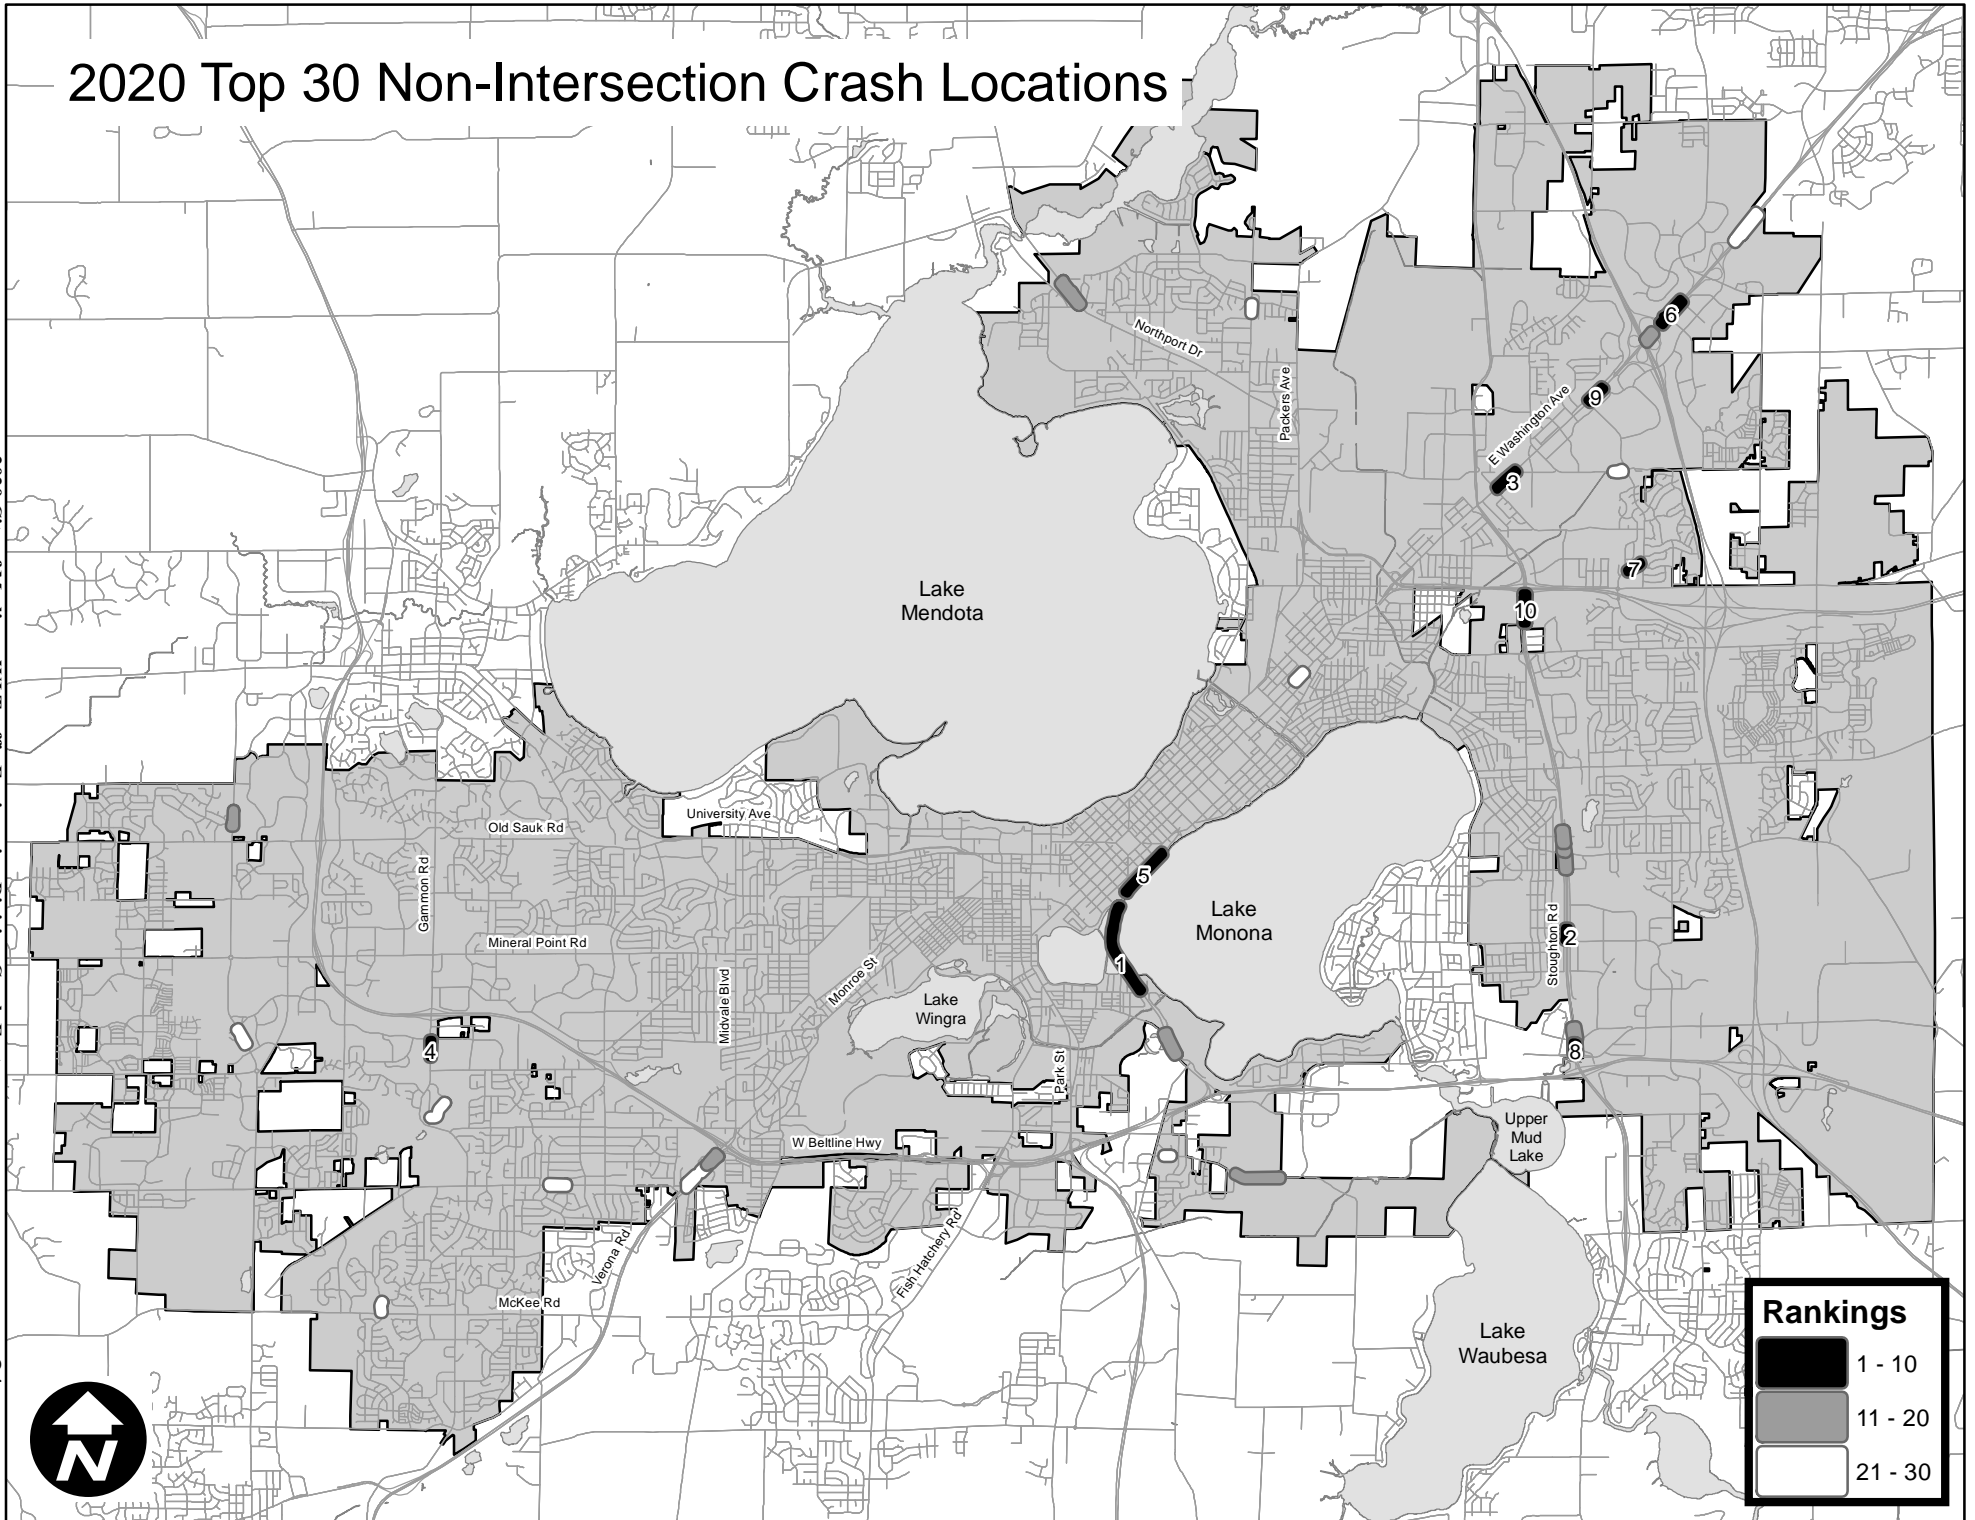 2020 Top 30 Non-Intersection Crash Locations
6
Northport Dr
Packers Ave
9
E Washington Ave
3
7
Lake
Mendota
10
University Ave
Old Sauk Rd
Gammon Rd
5
Lake
Monona
Stoughton Rd
2
Mineral Point Rd
Midvale Blvd
Monroe St
1
Lake
Wingra
4
8
Park St
Upper
Mud
Lake
W Beltline Hwy
Verona Rd
Fish Hatchery Rd
McKee Rd
Lake
Waubesa
Rankings
1 - 10
11 - 20
21 - 30
N